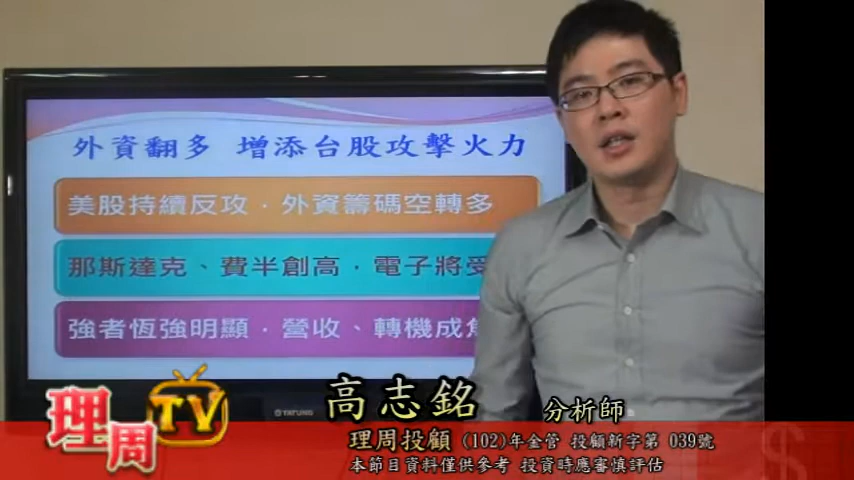 外資翻多 增添台股攻擊火力
美股持續反攻．外資籌碼空轉多
那斯達克、費半創高．電子將受
強者恆強明顯．營收、轉機成焦
TATUNG
理周TV
高志銘 分析師
理周投顧 (102)年金管 投顧新字第 039號
本節目資料僅供參考 投資時應審慎評估